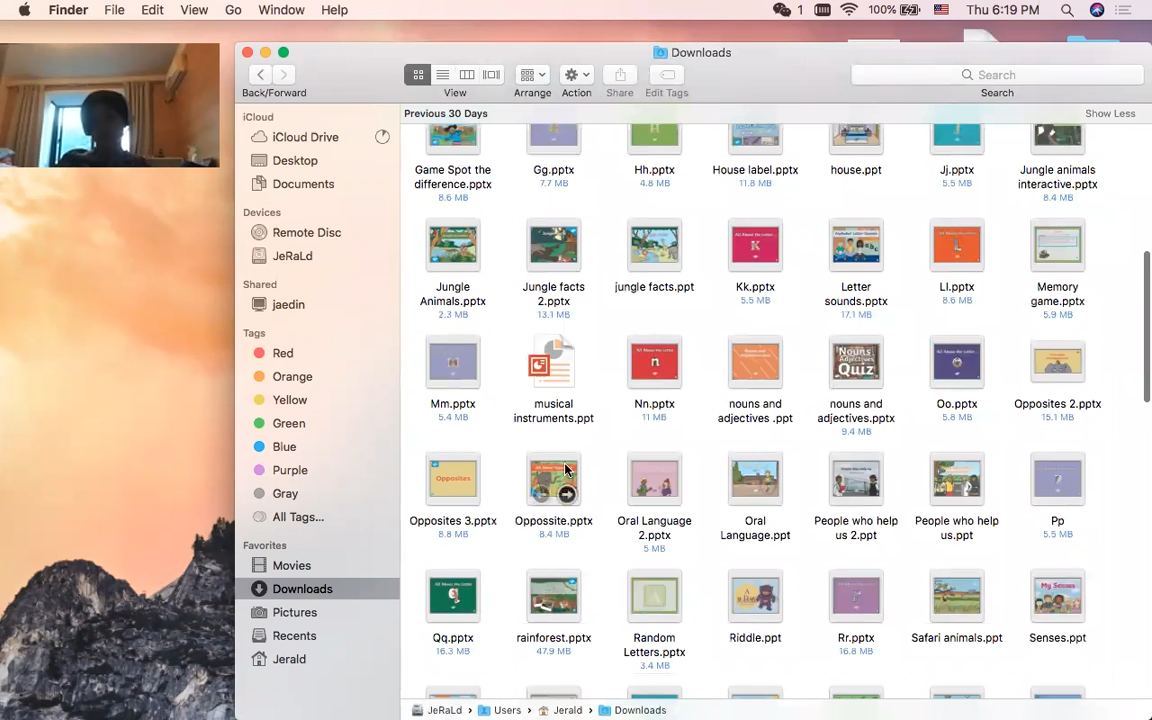 Finder File Edit View Go Window Help 1 100% Thu 6:19 PM
Downloads
Search
Back/Forward View Arrange Action Share Edit Tags Search
iCloud
iCloud Drive
Desktop
Documents
Devices
Remote Disc
JeRaLd
Shared
jaedin
Tags
Red
Orange
Yellow
Green
Blue
Purple
Gray
All Tags...
Favorites
Movies
Downloads
Pictures
Recents
Jerald
Previous 30 Days Show Less
Game Spot the Gg.pptx Hh.pptx House label.pptx house.ppt Jj.pptx Jungle animals
difference.pptx 7.7 MB 4.8 MB 11.8 MB 5.5 MB interactive.pptx
8.6 MB 8.4 MB
K L
Jungle Jungle facts jungle facts.ppt Kk.pptx Letter Ll.pptx Memory
Animals.pptx 2.pptx 5.5 MB sounds.pptx 8.6 MB game.pptx
2.3 MB 13.1 MB 17.1 MB 5.9 MB
n Nouns Adjectives Quiz
Mm.pptx musical Nn.pptx nouns and nouns and Oo.pptx Opposites 2.pptx
5.4 MB instruments.ppt 11 MB adjectives .ppt adjectives.pptx 5.8 MB 15.1 MB
9.4 MB
Opposites
Opposites 3.pptx Oppossite.pptx Oral Language Oral People who help People who help Pp
8.8 MB 8.4 MB 2.pptx Language.ppt us 2.ppt us.ppt 5.5 MB
5 MB
My Senses
Qq.pptx rainforest.pptx Random Riddle.ppt Rr.pptx Safari animals.ppt Senses.ppt
16.3 MB 47.9 MB Letters.pptx 16.8 MB
3.4 MB
JeRaLd › Users › Jerald › Downloads